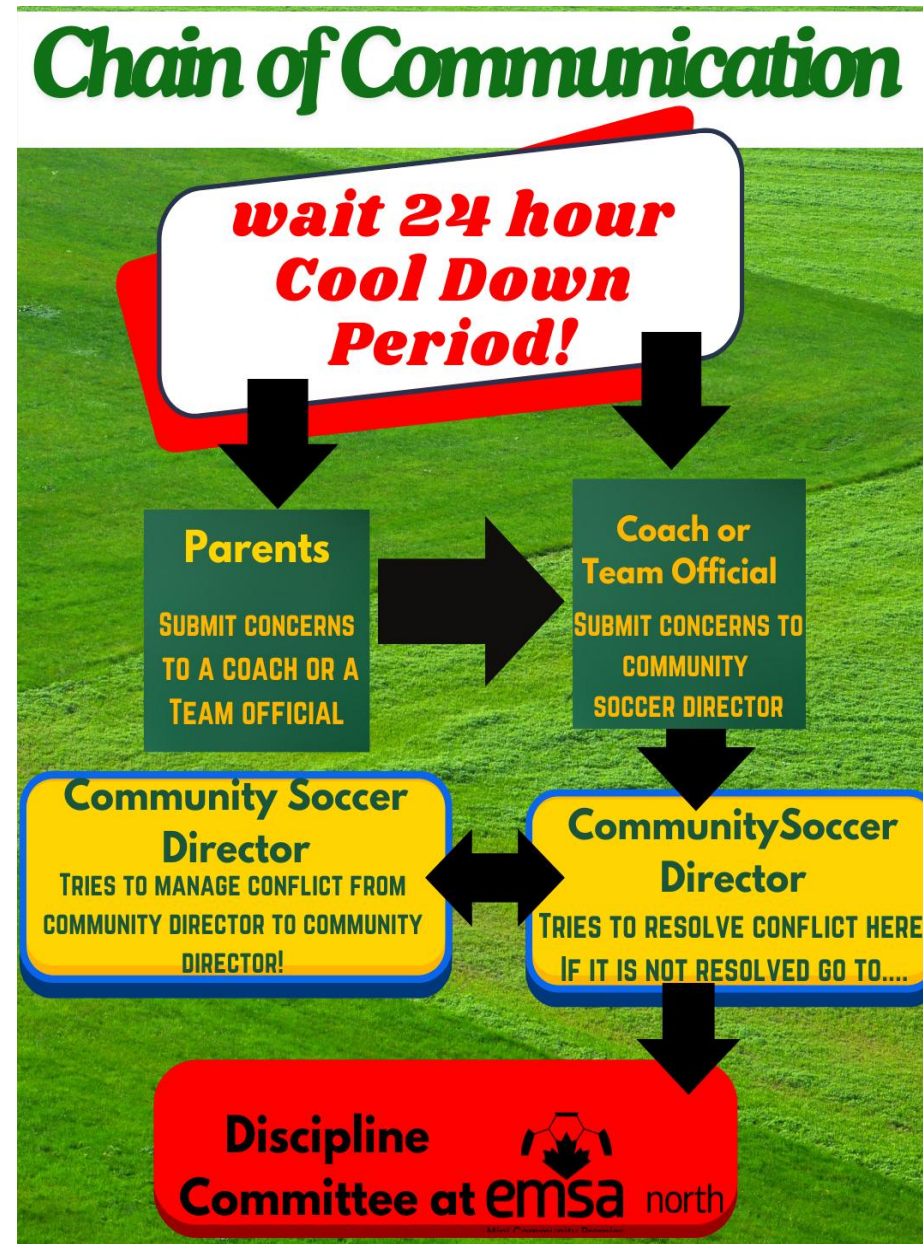 Chain of Communication
wait 24 hour
Cool Down
Period!
Parents
SUBMIT CONCERNS
TO A COACH OR A
TEAM OFFICIAL
Coach or
Team Official
SUBMIT CONCERNS TO
COMMUNITY
SOCCER DIRECTOR
Community Soccer
Director
TRIES TO MANAGE CONFLICT FROM
COMMUNITY DIRECTOR TO COMMUNITY
DIRECTOR!
CommunitySoccer
Director
TRIES TO RESOLVE CONFLICT HERE
IF IT IS NOT RESOLVED GO TO....
Discipline
Committee at emsa north
Mini Community Premier